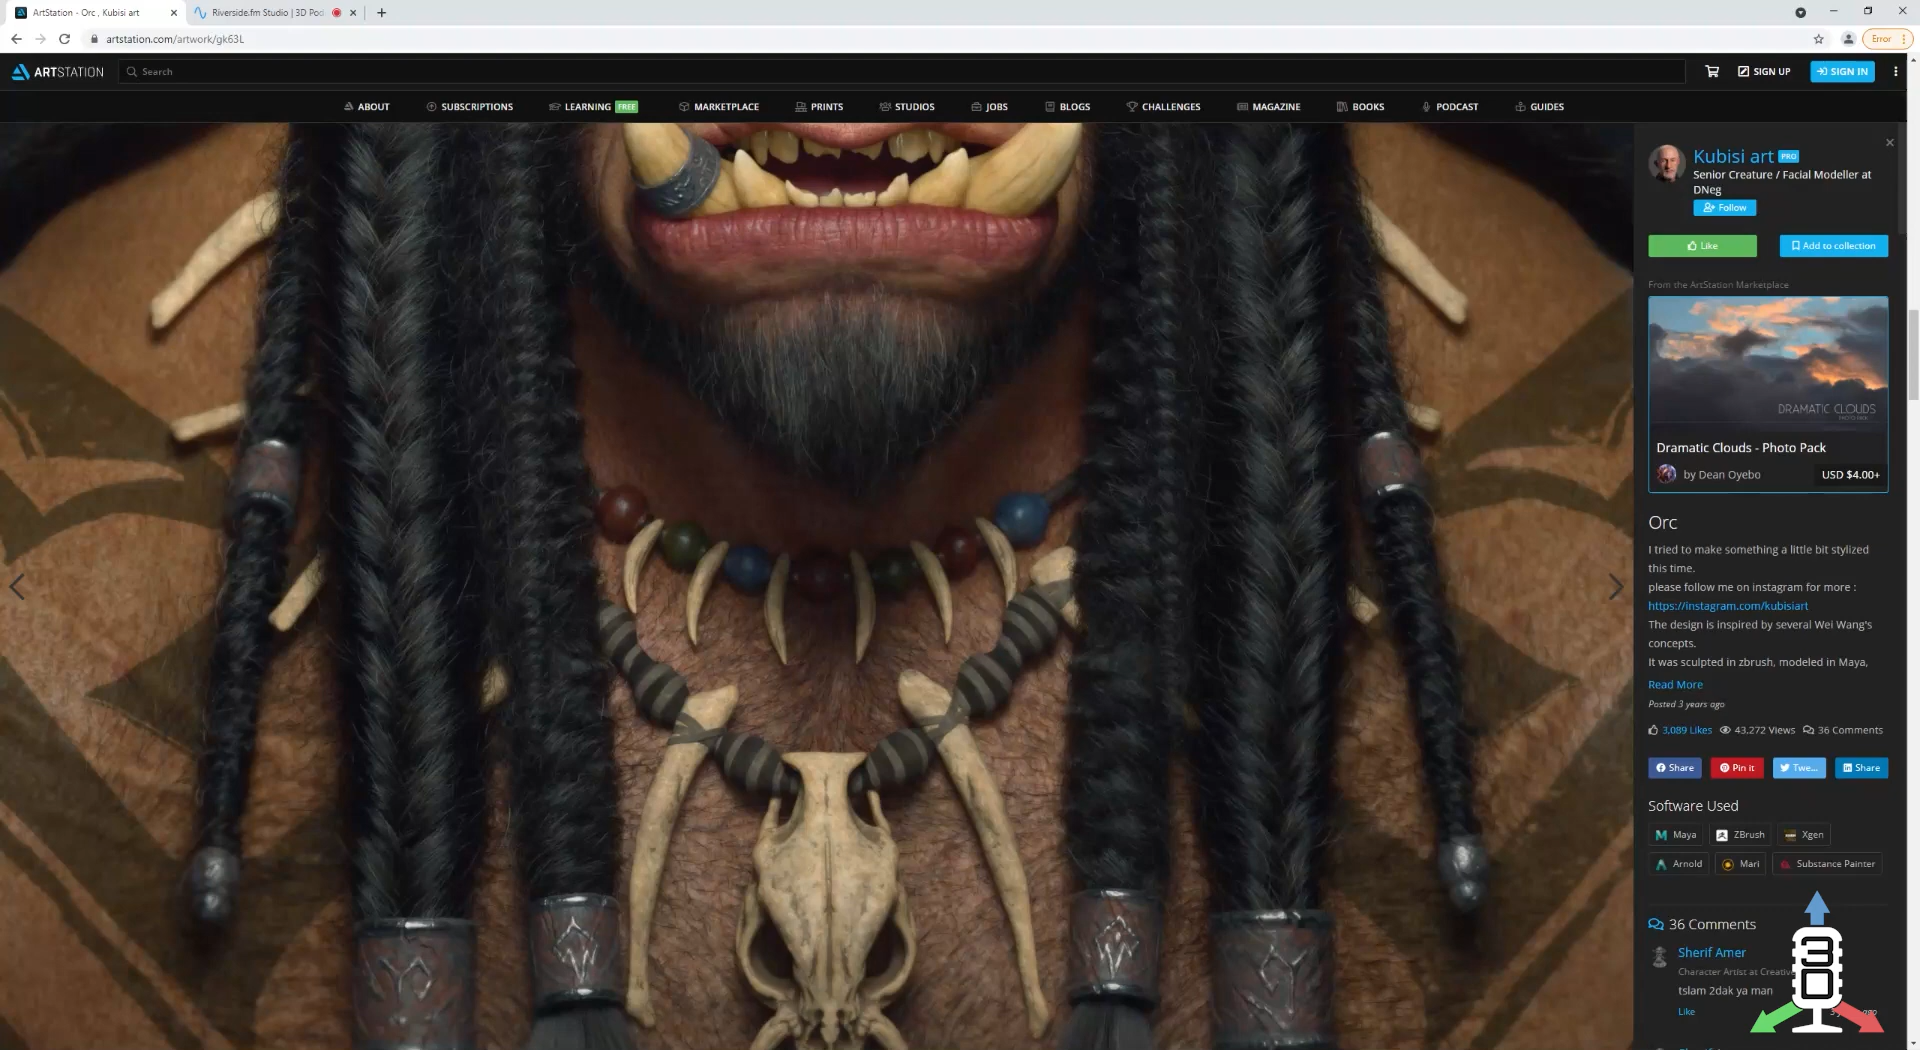 ArtStation - Orc , Kubisi art
Riverside.fm Studio | 3D Pod
artstation.com/artwork/gk63L
Error
ARTSTATION
Search
SIGN UP
SIGN IN
ABOUT
SUBSCRIPTIONS
LEARNING FREE
MARKETPLACE
PRINTS
STUDIOS
JOBS
BLOGS
CHALLENGES
MAGAZINE
BOOKS
PODCAST
GUIDES
Kubisi art PRO
Senior Creature / Facial Modeller at
DNeg
Follow
Like
Add to collection
From the ArtStation Marketplace
DRAMATIC CLOUDS
PHOTO PACK
Dramatic Clouds - Photo Pack
by Dean Oyebo
USD $4.00+
Orc
I tried to make something a little bit stylized
this time.
please follow me on instagram for more :
https://instagram.com/kubisiart
The design is inspired by several Wei Wang's
concepts.
It was sculpted in zbrush, modeled in Maya,
Read More
Posted 3 years ago
3,089 Likes 43,272 Views 36 Comments
Share
Pin it
Twe...
Share
Software Used
Maya ZBrush Xgen
Arnold Mari Substance Painter
36 Comments
Sherif Amer
Character Artist at Creative
tslam 2dak ya man
Like
3D